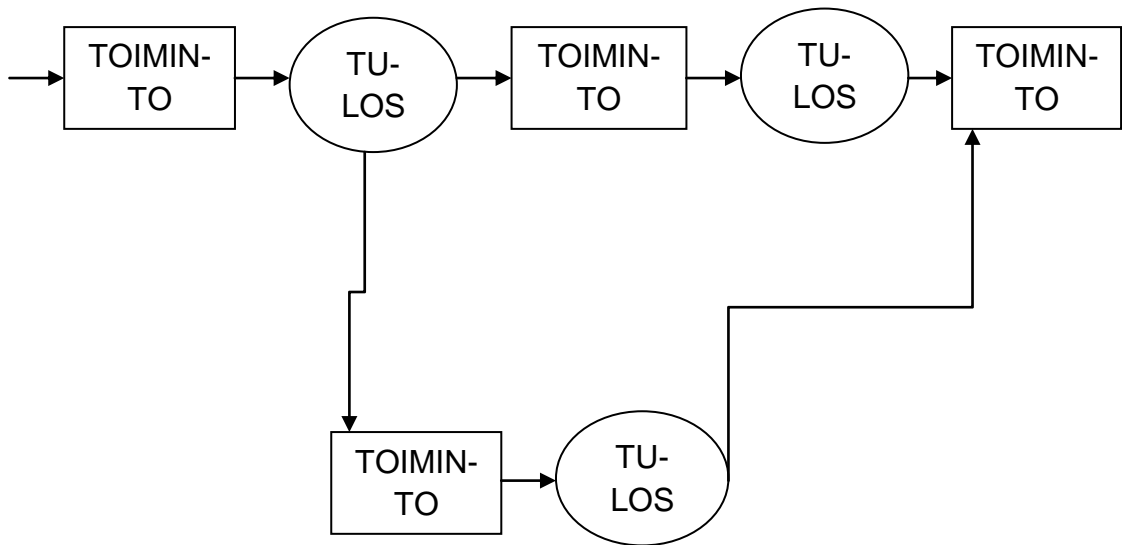 TOIMIN-
TO
TU-
LOS
TOIMIN-
TO
TU-
LOS
TOIMIN-
TO
TOIMIN-
TO
TU-
LOS